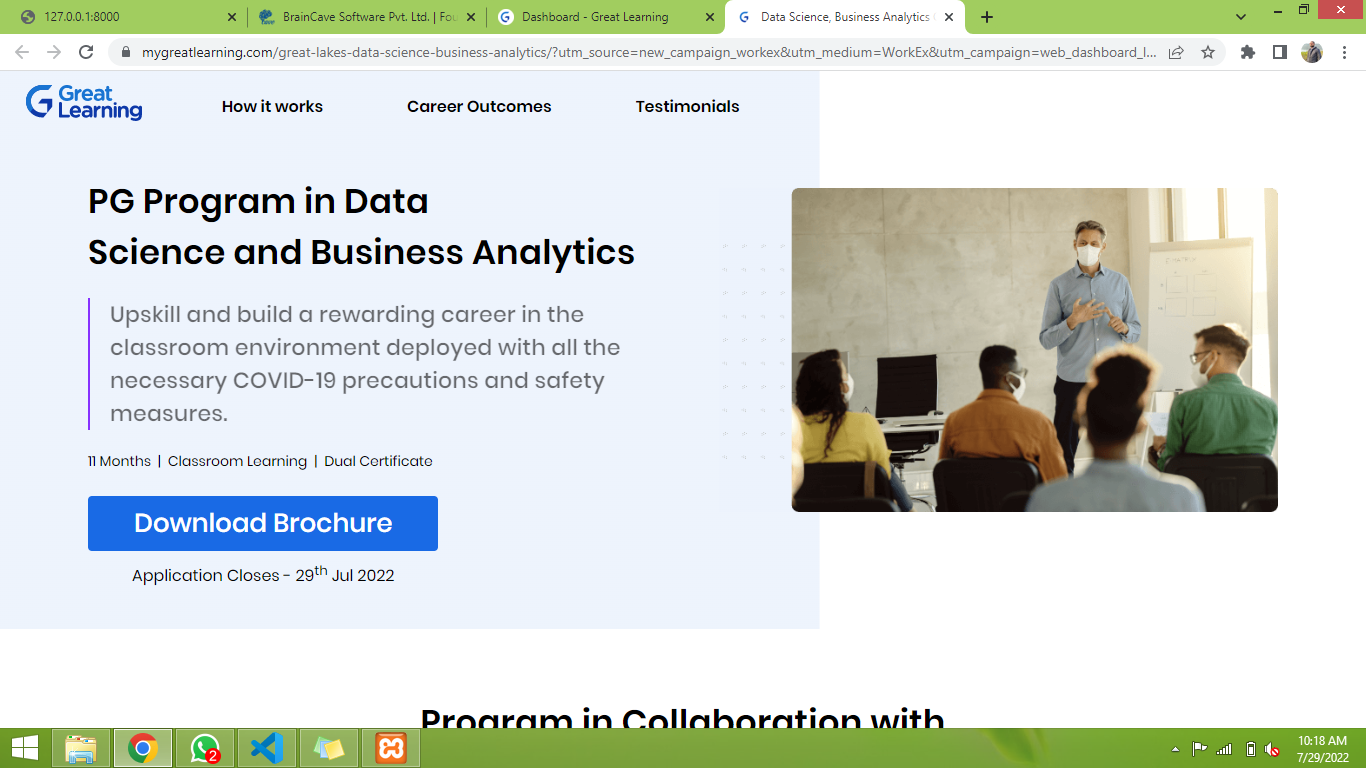 127.0.0.1:8000
BrainCave Software Pvt. Ltd. | Fou
Dashboard - Great Learning
Data Science, Business Analytics
mygreatlearning.com/great-lakes-data-science-business-analytics/?utm_source=new_campaign_workex&utm_medium=WorkEx&utm_campaign=web_dashboard_l...
Great
Learning
How it works
Career Outcomes
Testimonials
PG Program in Data
Science and Business Analytics
Upskill and build a rewarding career in the
classroom environment deployed with all the
necessary COVID-19 precautions and safety
measures.
11 Months | Classroom Learning | Dual Certificate
Download Brochure
Application Closes - 29th Jul 2022
Program in Collaboration with
2
10:18 AM
7/29/2022